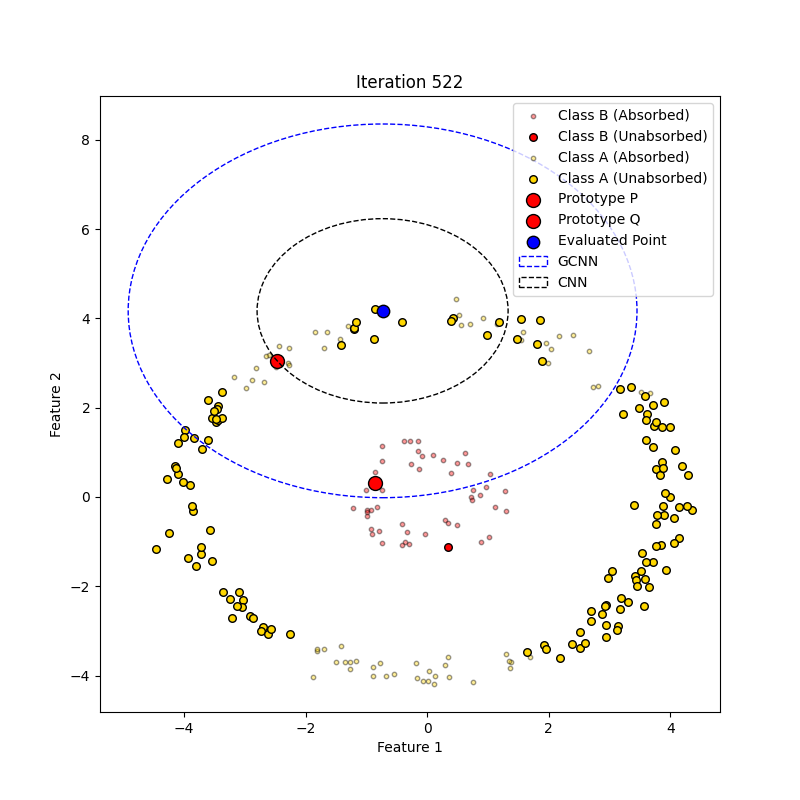 Iteration 522
Class B (Absorbed)
Class B (Unabsorbed)
Class A (Absorbed)
Class A (Unabsorbed)
Prototype P
Prototype Q
Evaluated Point
GCNN
CNN
8
6
4
2
0
−2
−4
Feature 2
−4
−2
0
2
4
Feature 1